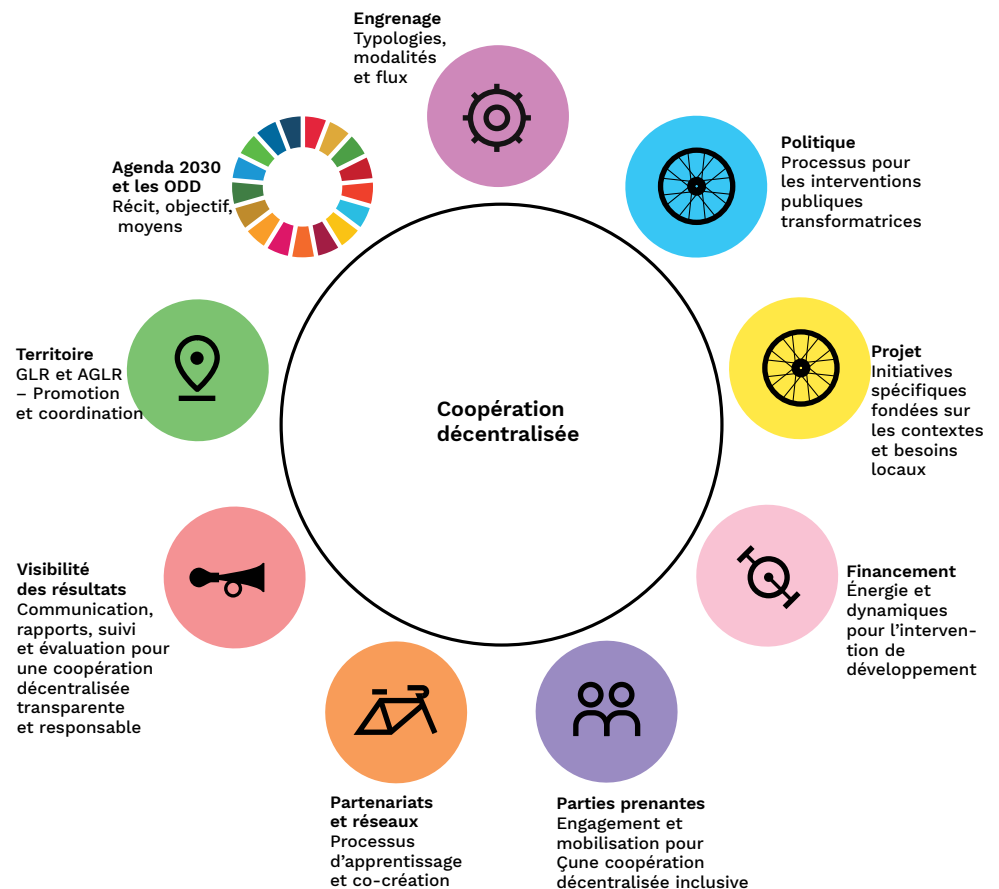 Engrenage
Typologies,
modalités
et flux
Politique
Processus pour
les interventions
publiques
transformatrices
Agenda 2030
et les ODD
Récit, objectif,
moyens
Territoire
GLR et AGLR
– Promotion
et coordination
Projet
Initiatives
spécifiques
fondées sur
les contextes
et besoins
locaux
Coopération
décentralisée
Visibilité
des résultats
Communication,
rapports, suivi
et évaluation pour
une coopération
décentralisée
transparente
et responsable
Financement
Énergie et
dynamiques
pour l’interven-
tion de
développement
Partenariats
et réseaux
Processus
d’apprentissage
et co-création
Parties prenantes
Engagement et
mobilisation pour
Çune coopération
décentralisée inclusive